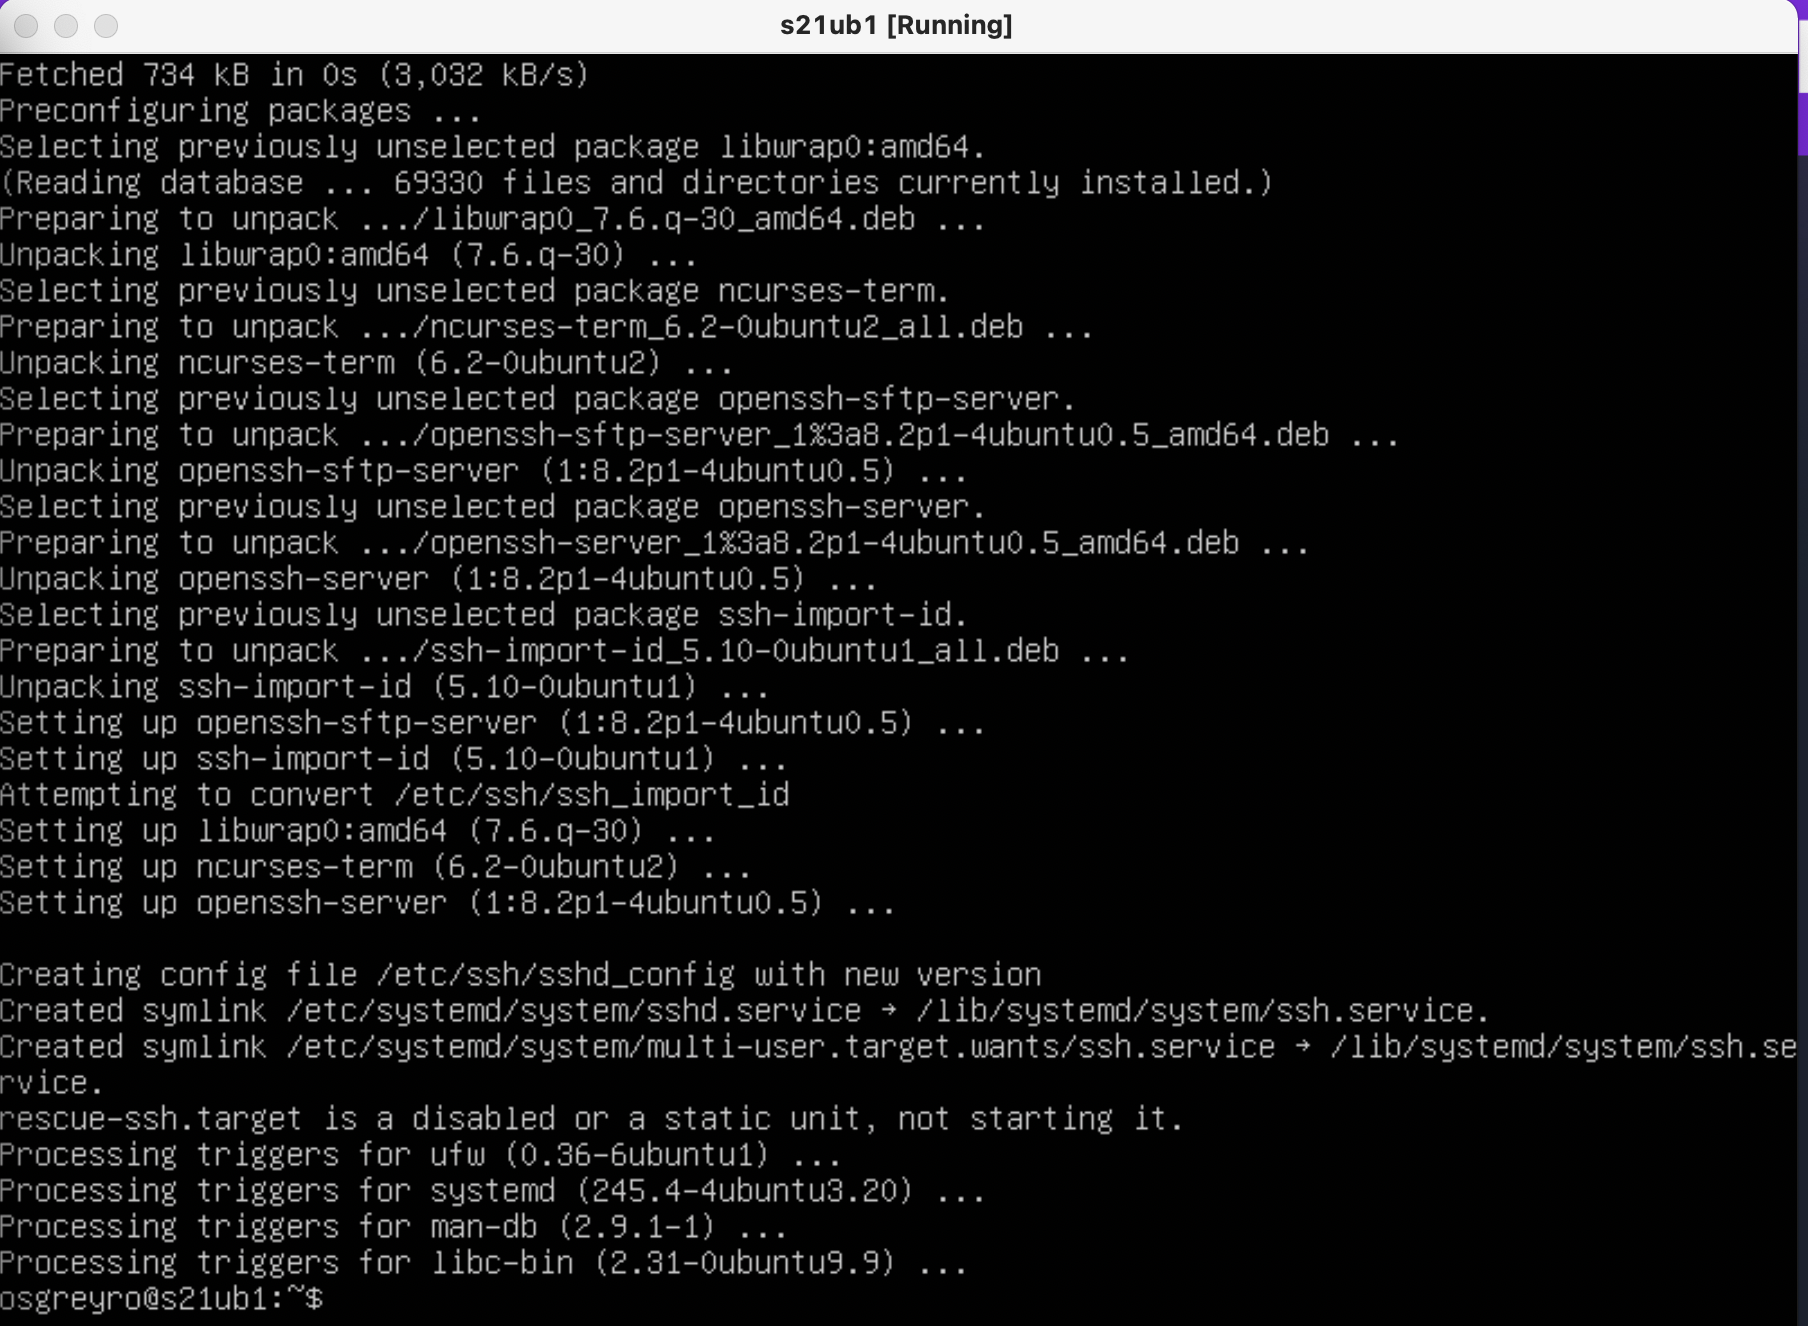 s21ub1 [Running]
Fetched 734 kB in 0s (3,032 kB/s)
Preconfiguring packages ...
Selecting previously unselected package libwrap0:amd64.
(Reading database ... 69330 files and directories currently installed.)
Preparing to unpack .../libwrap0_7.6.q-30_amd64.deb ...
Unpacking libwrap0:amd64 (7.6.q-30) ...
Selecting previously unselected package ncurses-term.
Preparing to unpack .../ncurses-term_6.2-0ubuntu2_all.deb ...
Unpacking ncurses-term (6.2-0ubuntu2) ...
Selecting previously unselected package openssh-sftp-server.
Preparing to unpack .../openssh-sftp-server_1%3a8.2p1-4ubuntu0.5_amd64.deb ...
Unpacking openssh-sftp-server (1:8.2p1-4ubuntu0.5) ...
Selecting previously unselected package openssh-server.
Preparing to unpack .../openssh-server_1%3a8.2p1-4ubuntu0.5_amd64.deb ...
Unpacking openssh-server (1:8.2p1-4ubuntu0.5) ...
Selecting previously unselected package ssh-import-id.
Preparing to unpack .../ssh-import-id_5.10-0ubuntu1_all.deb ...
Unpacking ssh-import-id (5.10-0ubuntu1) ...
Setting up openssh-sftp-server (1:8.2p1-4ubuntu0.5) ...
Setting up ssh-import-id (5.10-0ubuntu1) ...
Attempting to convert /etc/ssh/ssh_import_id
Setting up libwrap0:amd64 (7.6.q-30) ...
Setting up ncurses-term (6.2-0ubuntu2) ...
Setting up openssh-server (1:8.2p1-4ubuntu0.5) ...
Creating config file /etc/ssh/sshd_config with new version
Created symlink /etc/systemd/system/sshd.service → /lib/systemd/system/ssh.service.
Created symlink /etc/systemd/system/multi-user.target.wants/ssh.service → /lib/systemd/system/ssh.se
rvice.
rescue-ssh.target is a disabled or a static unit, not starting it.
Processing triggers for ufw (0.36-6ubuntu1) ...
Processing triggers for systemd (245.4-4ubuntu3.20) ...
Processing triggers for man-db (2.9.1-1) ...
Processing triggers for libc-bin (2.31-0ubuntu9.9) ...
osgreyro@s21ub1:~$